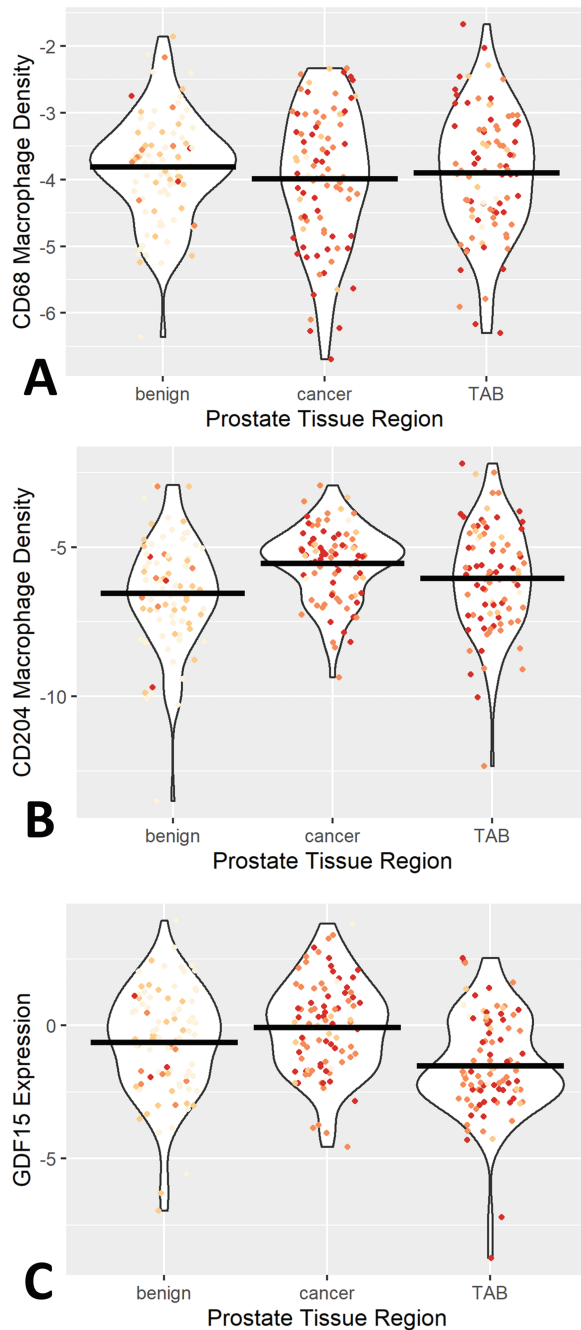 CD68 Macrophage Density
-2
-3
-4
-5
-6
benign cancer TAB
Prostate Tissue Region
A
CD204 Macrophage Density
-5
-10
benign cancer TAB
Prostate Tissue Region
B
GDF15 Expression
0
-5
benign cancer TAB
Prostate Tissue Region
C